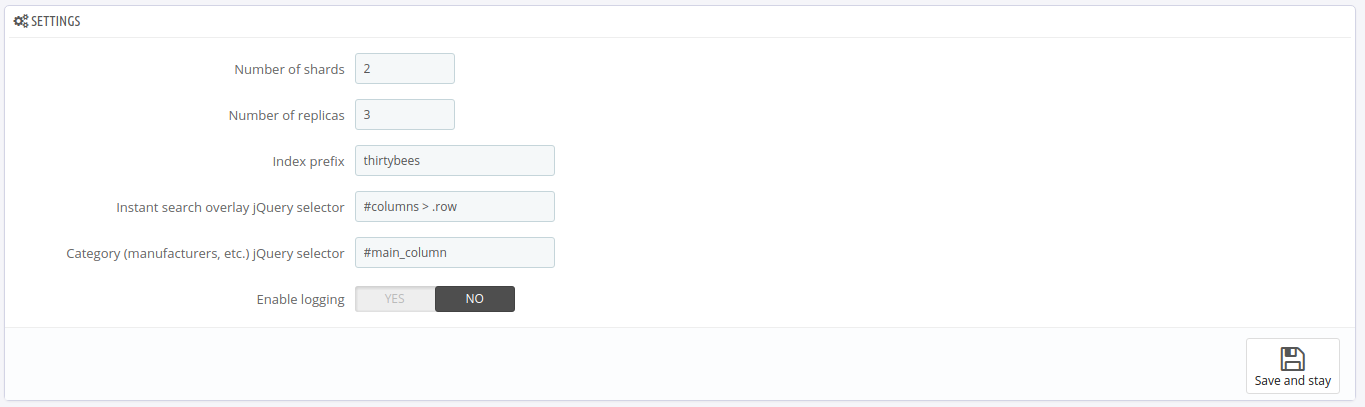 SETTINGS
Number of shards 2
Number of replicas 3
Index prefix thirtybees
Instant search overlay jQuery selector #columns > .row
Category (manufacturers, etc.) jQuery selector #main_column
Enable logging YES NO
Save and stay